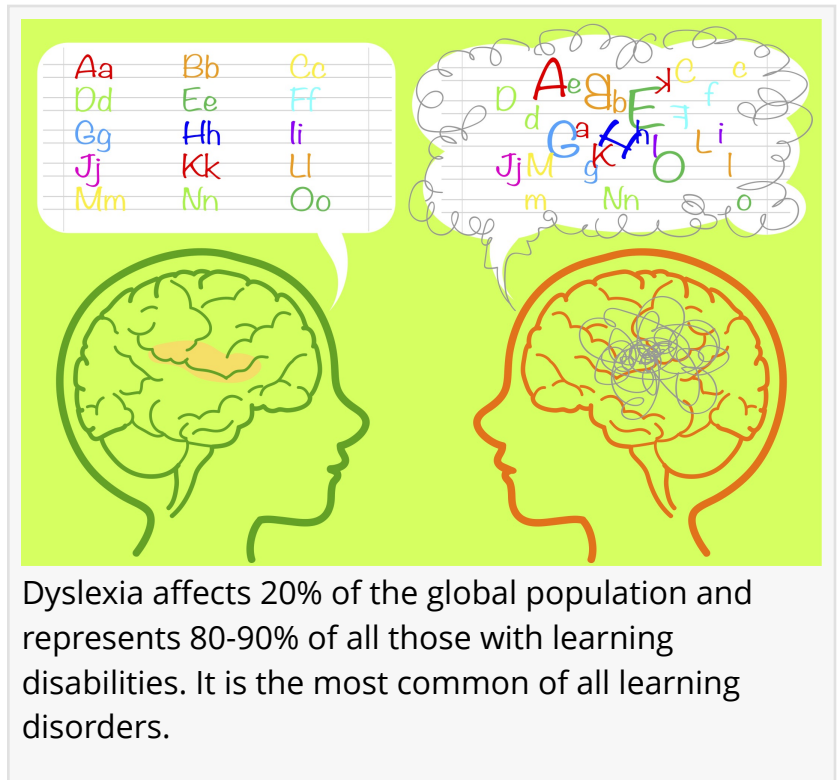 Aa Bb Cc
Dd Ee Ff
Gg Hh Ii
Jj Kk Ll
Mm Nn Oo
A e B b E k C c
D d F f
G a H h I L i
Jj M g K O l
m Nn o
Dyslexia affects 20% of the global population and
represents 80-90% of all those with learning
disabilities. It is the most common of all learning
disorders.